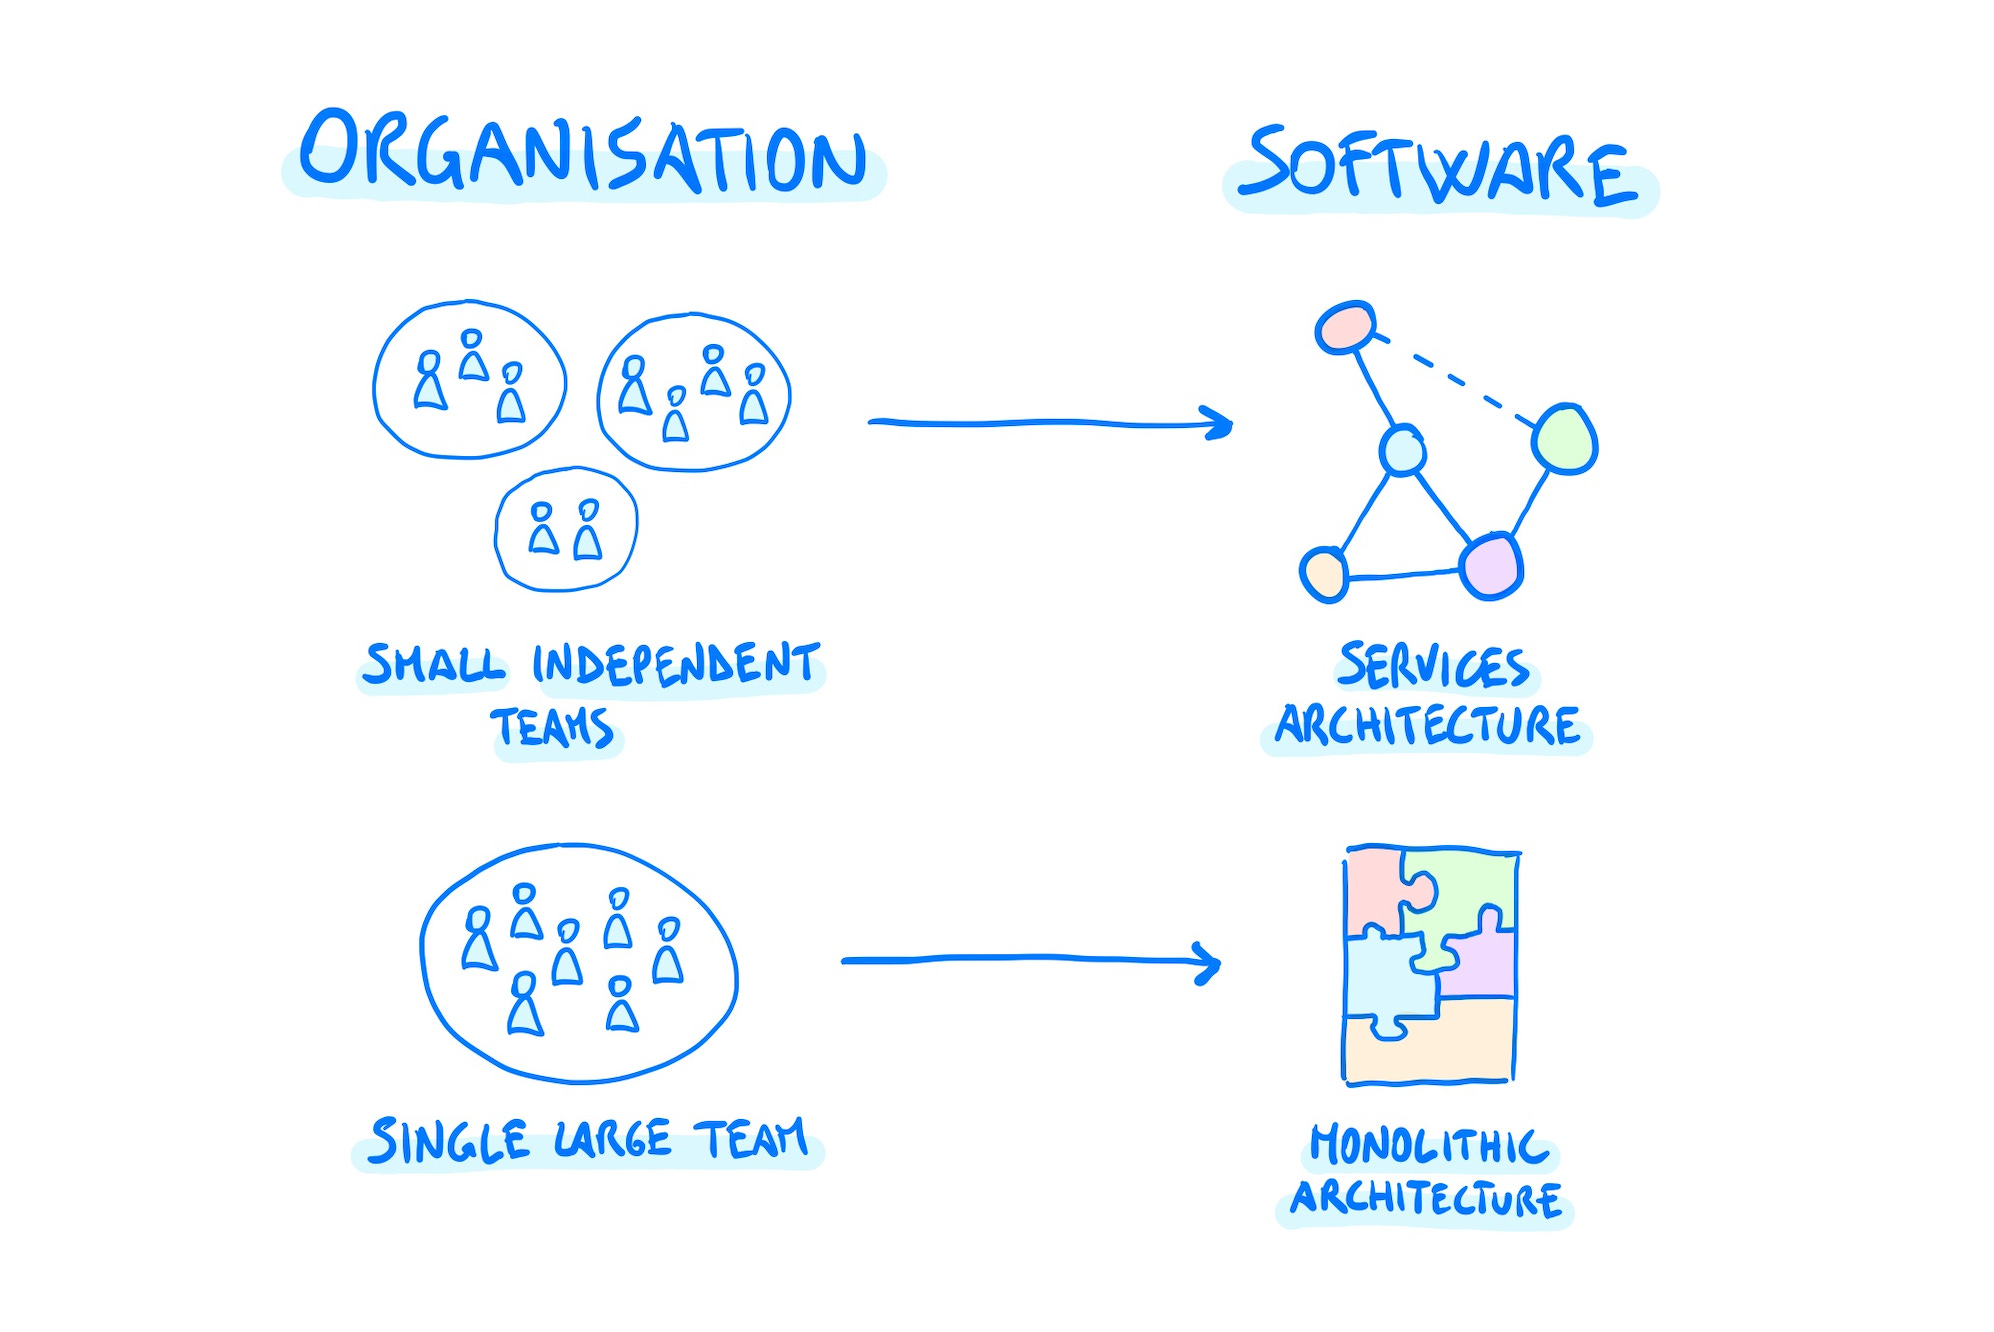 ORGANISATION
SOFTWARE
SMALL INDEPENDENT
TEAMS
SERVICES
ARCHITECTURE
SINGLE LARGE TEAM
MONOLITHIC
ARCHITECTURE